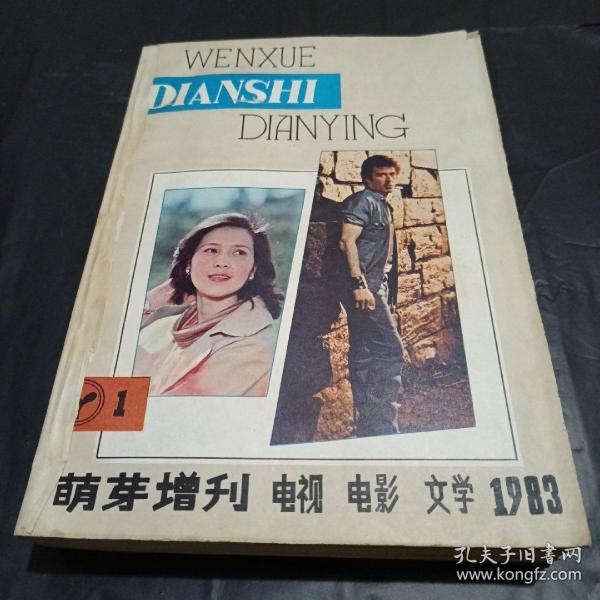 WENXUE
DIANSHI
DIANYING
1
萌芽增刊 电视 电影 文学 1983
孔夫子旧书网
www.kongfz.com